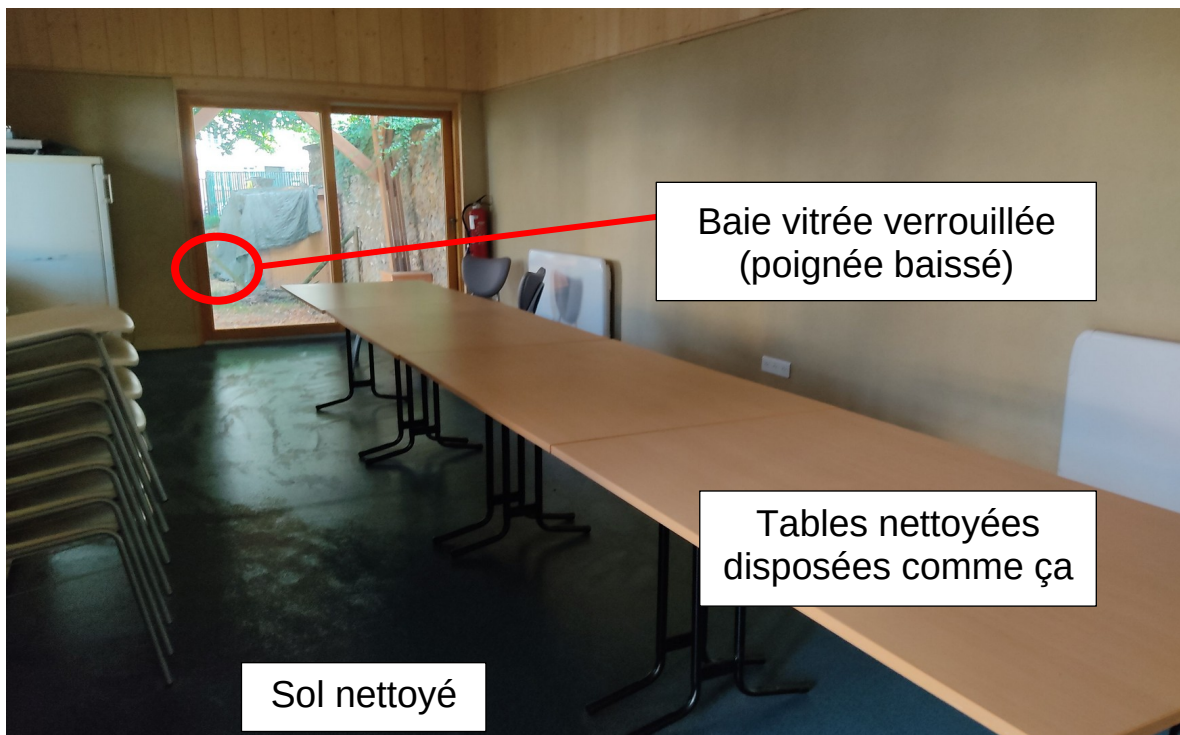 Baie vitrée verrouillée
(poignée baissé)
Tables nettoyées
disposées comme ça
Sol nettoyé